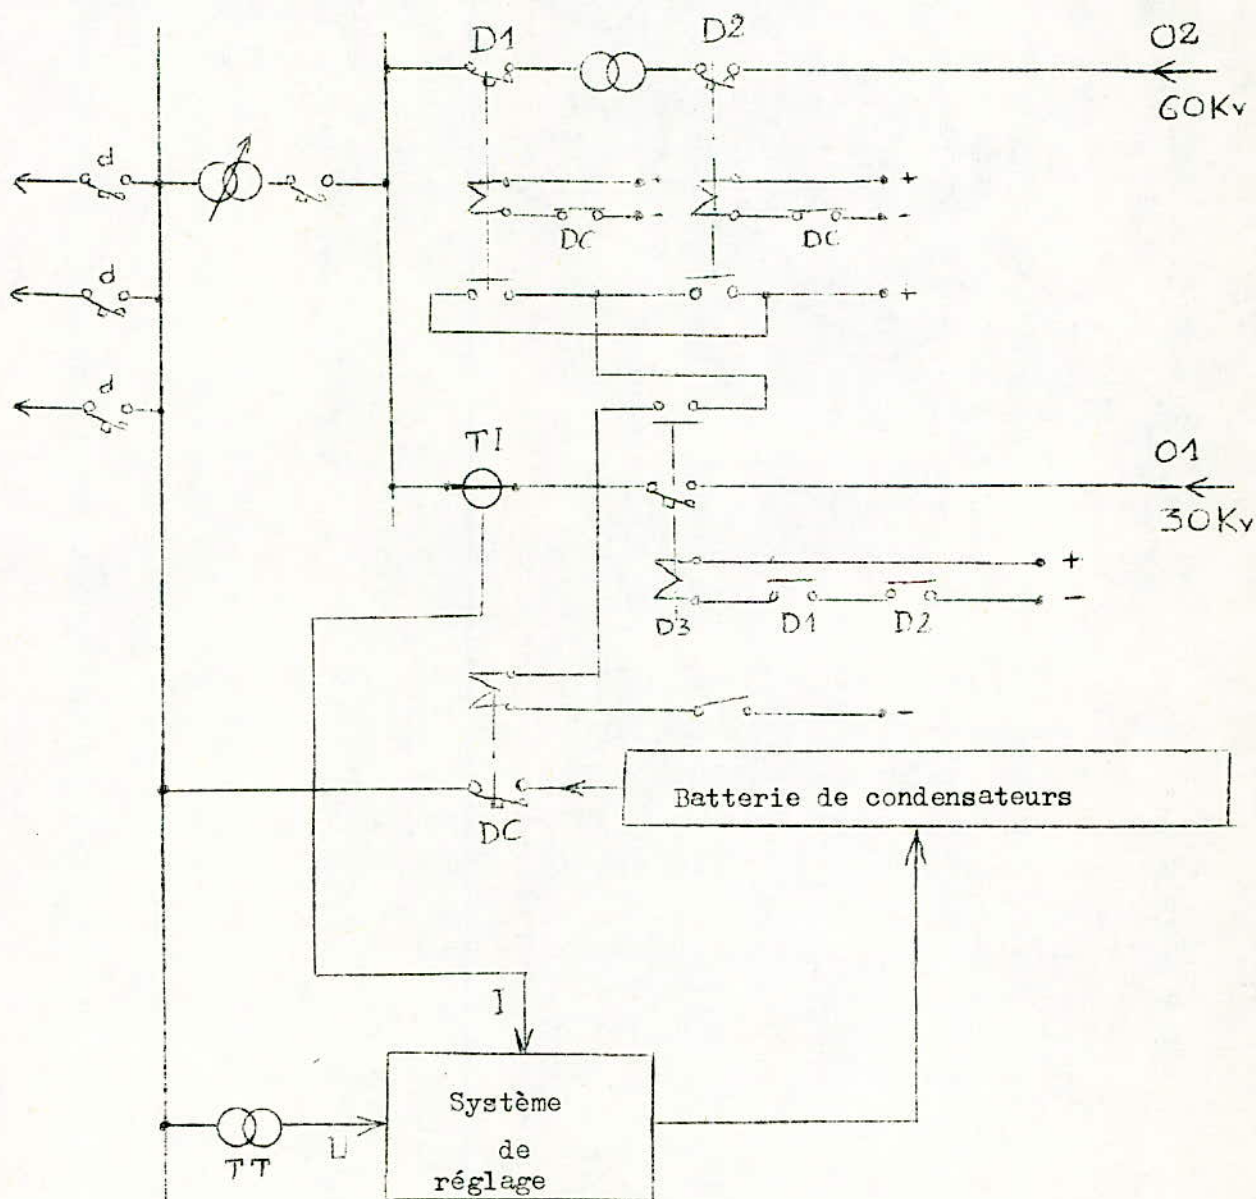 D1
D2
O2
60Kv
d
+
-
+
-
DC
DC
d
+
d
TI
O1
30Kv
+
-
D3
D1
D2
-
Batterie de condensateurs
DC
I
Système
de
réglage
U
TT